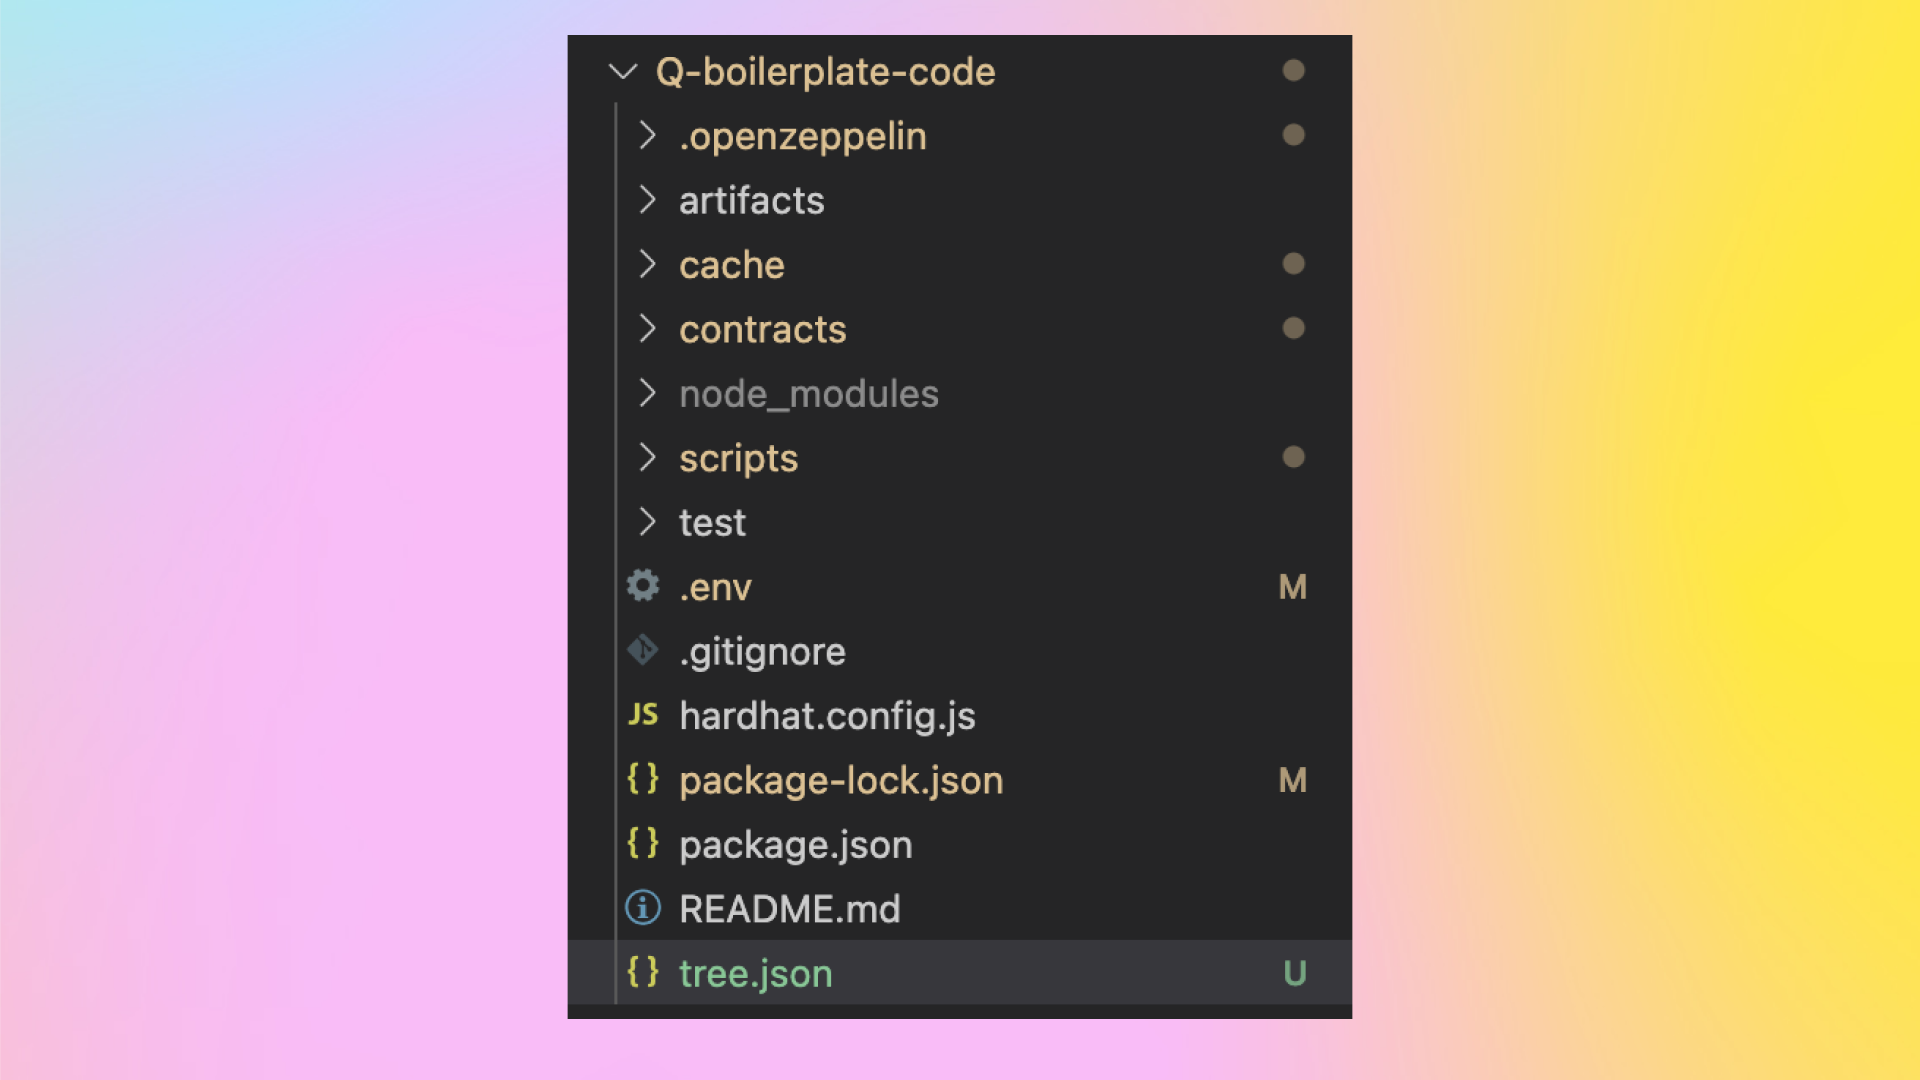 Q-boilerplate-code
.openzeppelin
artifacts
cache
contracts
node_modules
scripts
test
.env M
.gitignore
JS hardhat.config.js
{} package-lock.json M
{} package.json
README.md
{} tree.json U